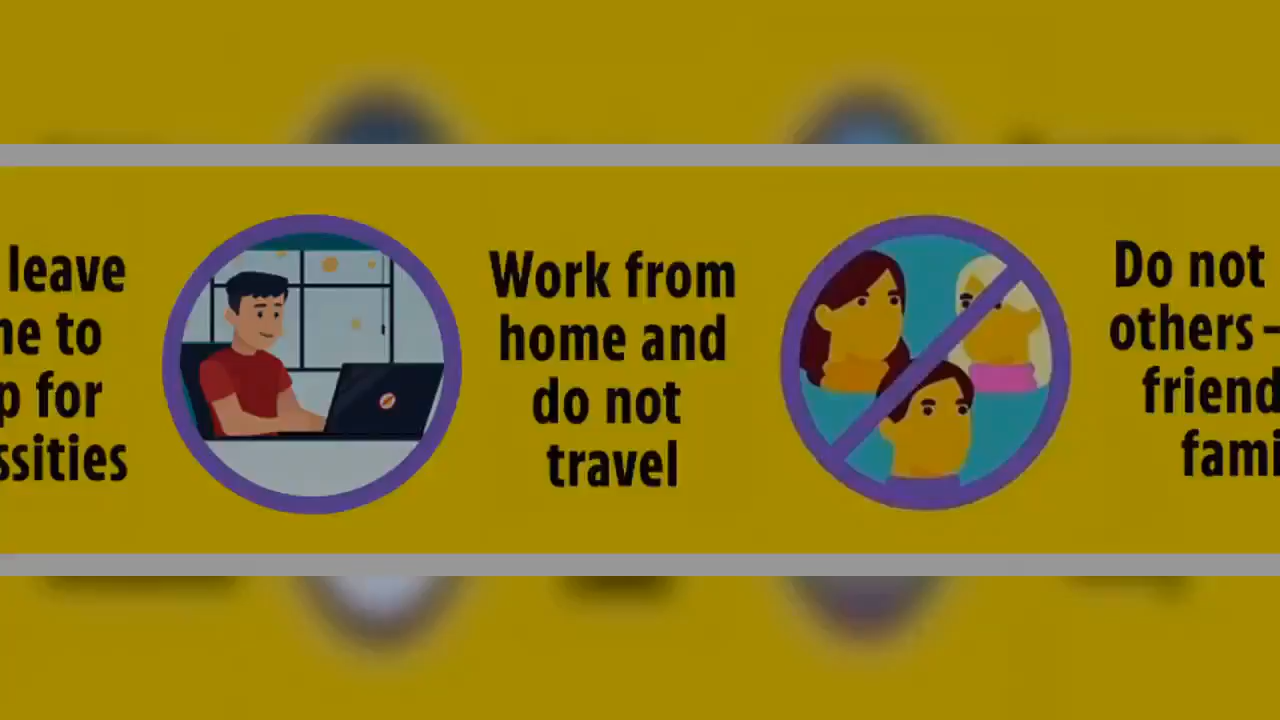 leave
to
for
Work from
home and
do not
travel
Do not
others –